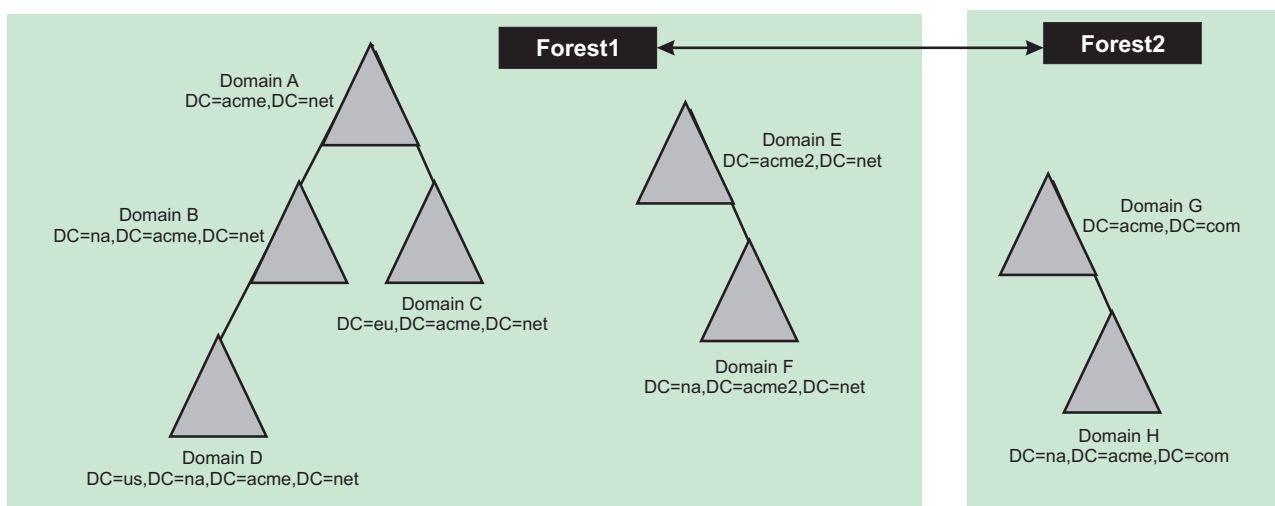 Forest1
Forest2
Domain A
DC=acme,DC=net
Domain B
DC=na,DC=acme,DC=net
Domain C
DC=eu,DC=acme,DC=net
Domain D
DC=us,DC=na,DC=acme,DC=net
Domain E
DC=acme2,DC=net
Domain F
DC=na,DC=acme2,DC=net
Domain G
DC=acme,DC=com
Domain H
DC=na,DC=acme,DC=com